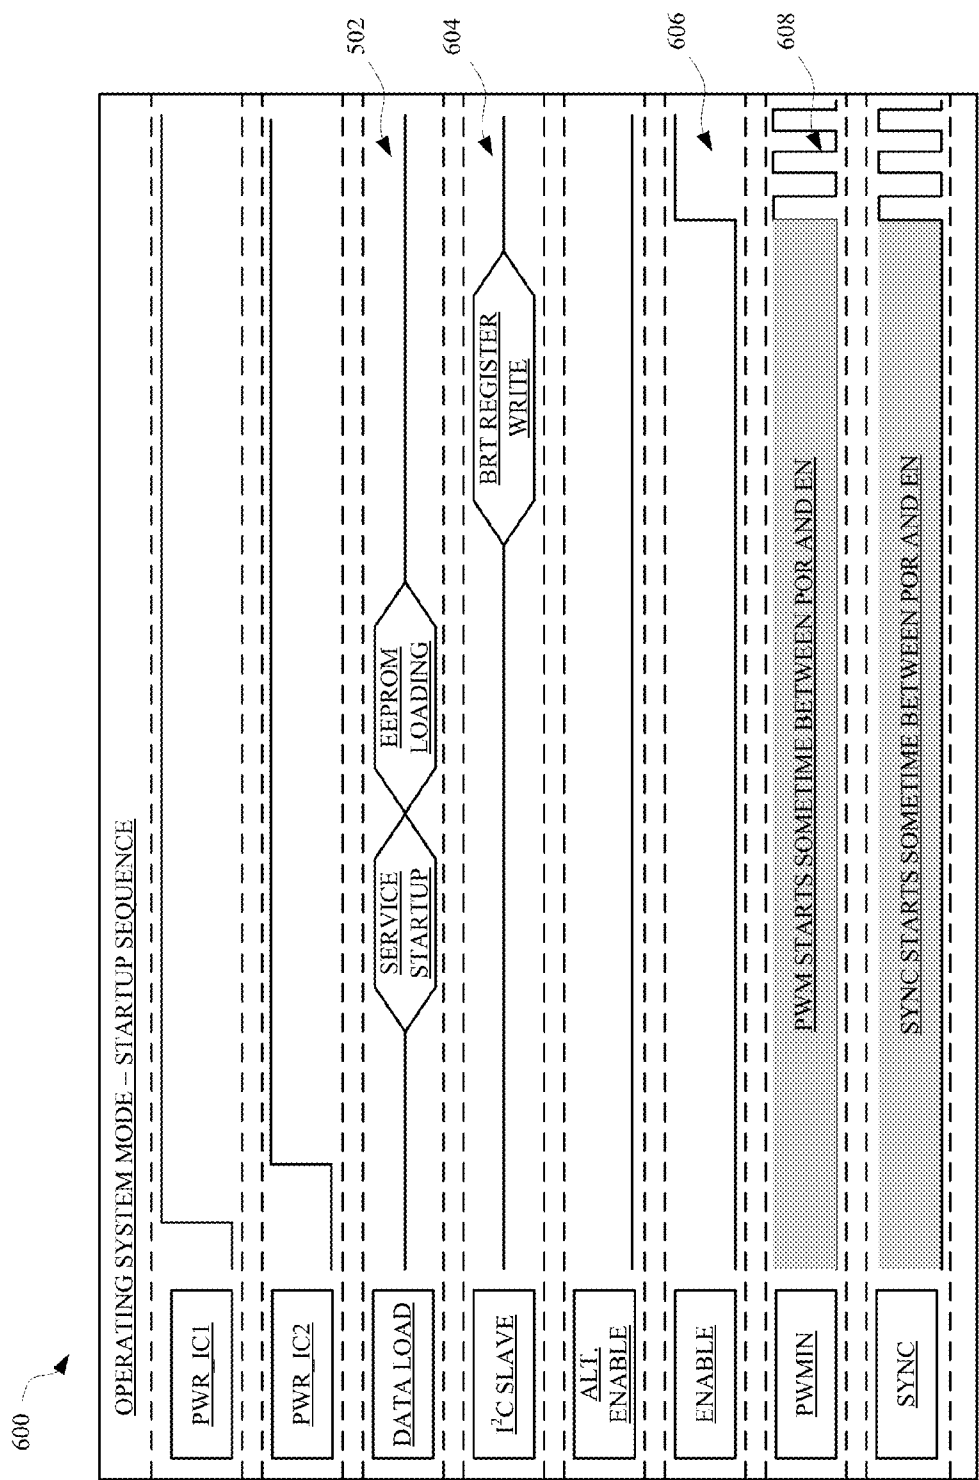 600
OPERATING SYSTEM MODE – STARTUP SEQUENCE
PWR_IC1
PWR_IC2
DATA LOAD
SERVICE
STARTUP
EEPROM
LOADING
502
I²C SLAVE
BRT REGISTER
WRITE
604
ALT.
ENABLE
ENABLE
606
PWMIN
PWM STARTS SOMETIME BETWEEN POR AND EN
608
SYNC
SYNC STARTS SOMETIME BETWEEN POR AND EN